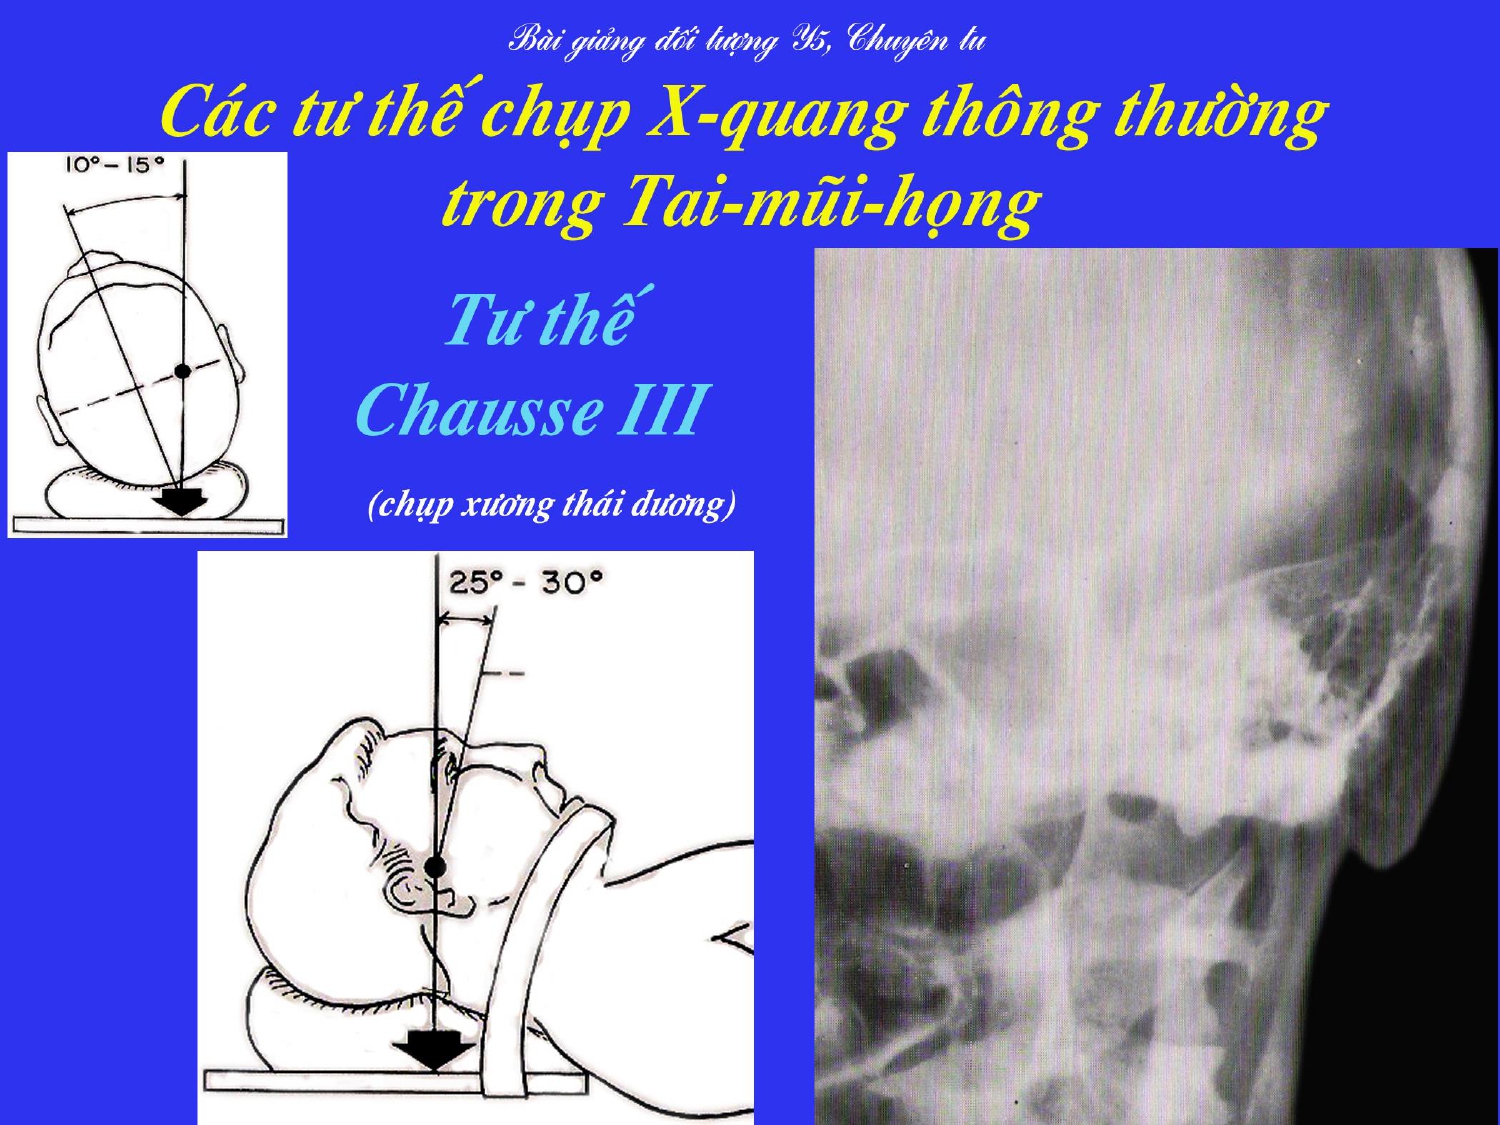 Bài giảng đối tượng Y5, Chuyên tu
Các tư thế chụp X-quang thông thường
trong Tai-mũi-họng
10° – 15°
Tư thế
Chausse III
(chụp xương thái dương)
25° - 30°